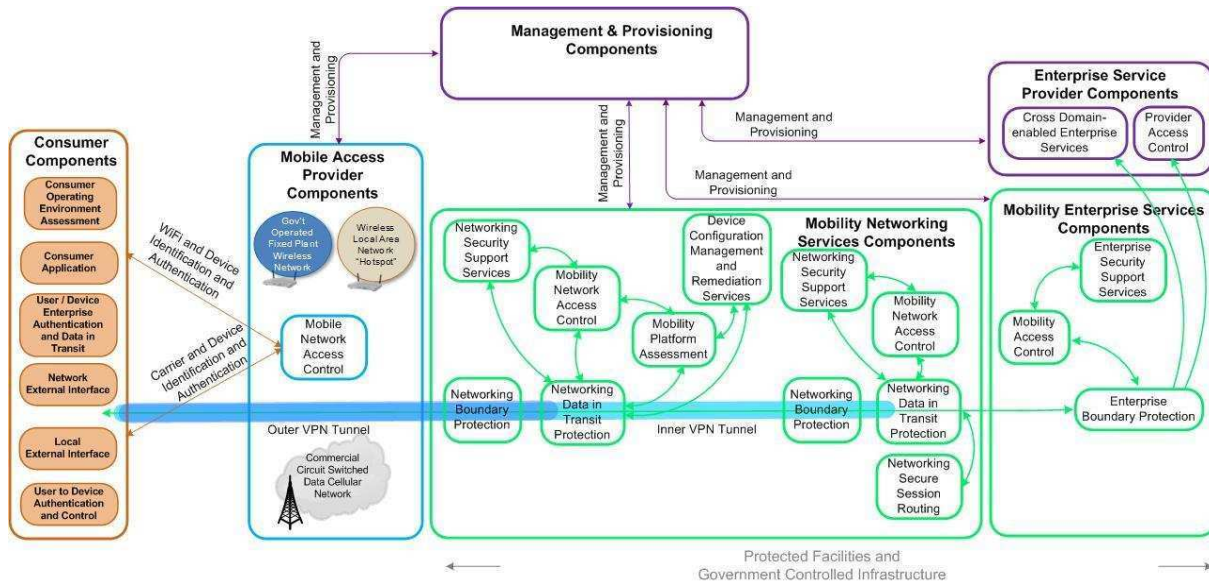 Management & Provisioning
Components
Management and
Provisioning
Management and
Provisioning
Management and
Provisioning
Management and
Provisioning
Enterprise Service
Provider Components
Cross Domain-
enabled Enterprise
Services
Provider
Access
Control
Consumer
Components
Consumer
Operating
Environment
Assessment
Consumer
Application
User / Device
Enterprise
Authentication
and Data in
Transit
Network
External Interface
Local
External Interface
User to Device
Authentication
and Control
WiFi and Device
Identification and
Authentication
Carrier and Device
Identification and
Authentication
Mobile Access
Provider
Components
Gov't
Operated
Fixed Plant
Wireless
Network
Wireless
Local Area
Network
"Hotspot"
Mobile
Network
Access
Control
Outer VPN Tunnel
Commercial
Circuit Switched
Data Cellular
Network
Mobility Networking
Services Components
Networking
Security
Support
Services
Mobility
Network
Access
Control
Device
Configuration
Management
and
Remediation
Services
Mobility
Platform
Assessment
Networking
Boundary
Protection
Networking
Data in
Transit
Protection
Inner VPN Tunnel
Networking
Security
Support
Services
Mobility
Network
Access
Control
Networking
Boundary
Protection
Networking
Data in
Transit
Protection
Networking
Secure
Session
Routing
Mobility Enterprise Services
Components
Enterprise
Security
Support
Services
Mobility
Access
Control
Enterprise
Boundary Protection
Protected Facilities and
Government Controlled Infrastructure